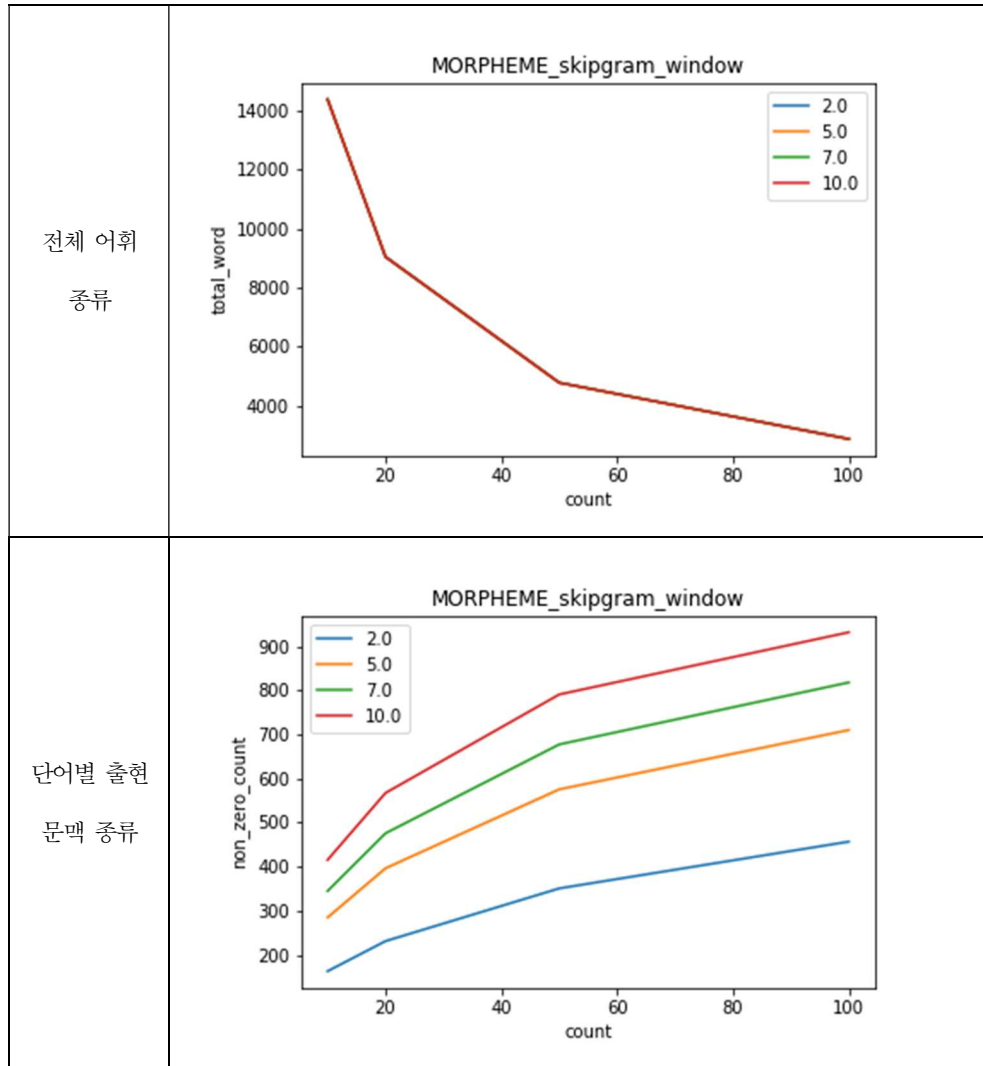 전체 어휘
종류
MORPHEME_skipgram_window
2.0
5.0
7.0
10.0
14000
12000
10000
8000
6000
4000
total_word
20 40 60 80 100
count
단어별 출현
문맥 종류
MORPHEME_skipgram_window
2.0
5.0
7.0
10.0
900
800
700
600
500
400
300
200
non_zero_count
20 40 60 80 100
count